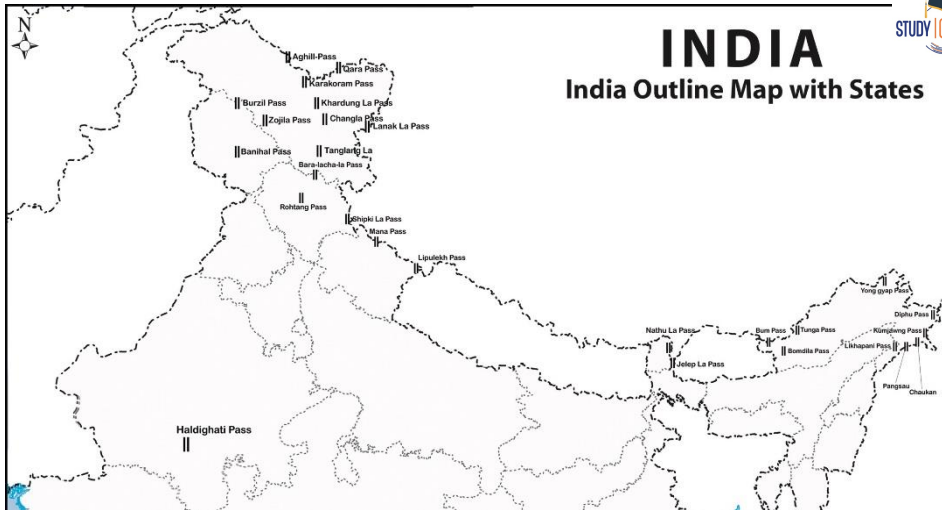 N
STUDY
INDIA
India Outline Map with States
Aghill-Pass
Qara Pass
Karakoram Pass
Burzil Pass
Khardung La Pass
Zojila Pass
Changla Pass
Lanak La Pass
Banihal Pass
Tanglang La
Bara-lacha-la Pass
Rohtang Pass
Shipki La Pass
Mana Pass
Lipulekh Pass
Yong gyap Pass
Diphu Pass
Nathu La Pass
Bum Pass
Tunga Pass
Kumjawng Pass
Likhapani Pass
Bomdila Pass
Jelep La Pass
Pangsau
Chaukan
Haldighati Pass